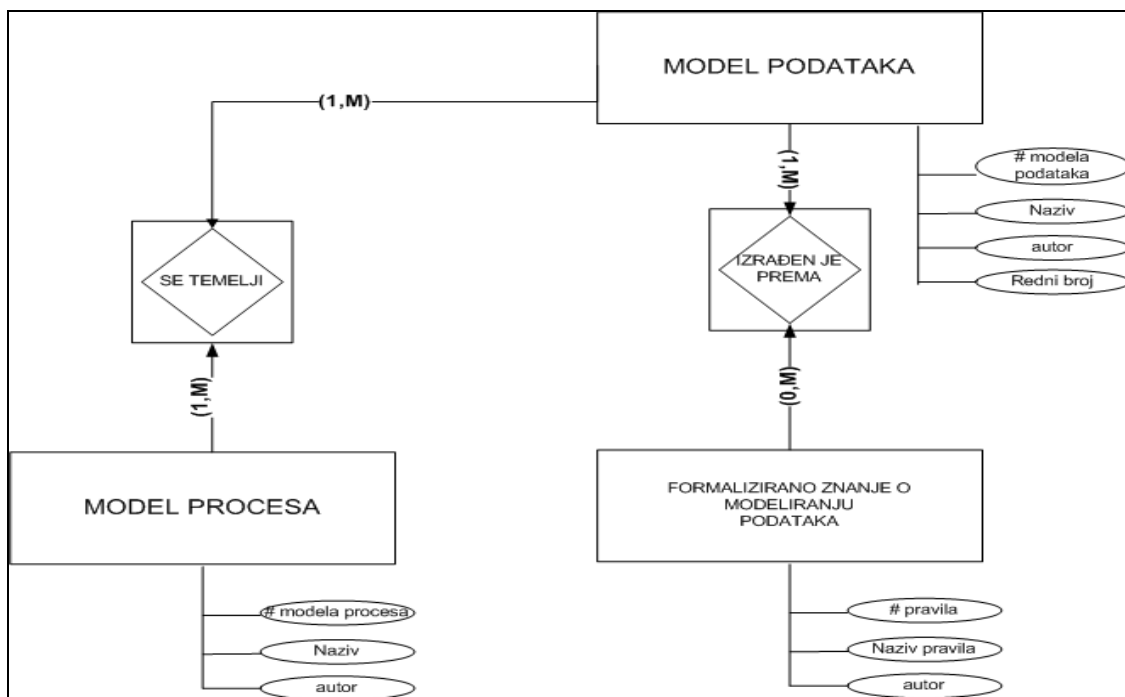 MODEL PODATAKA
(1,M)
(1,M)
# modela
podataka
Naziv
autor
Redni broj
SE TEMELJI
IZRAĐEN JE
PREMA
(1,M)
(0,M)
MODEL PROCESA
FORMALIZIRANO ZNANJE O
MODELIRANJU
PODATAKA
# modela procesa
Naziv
autor
# pravila
Naziv pravila
autor